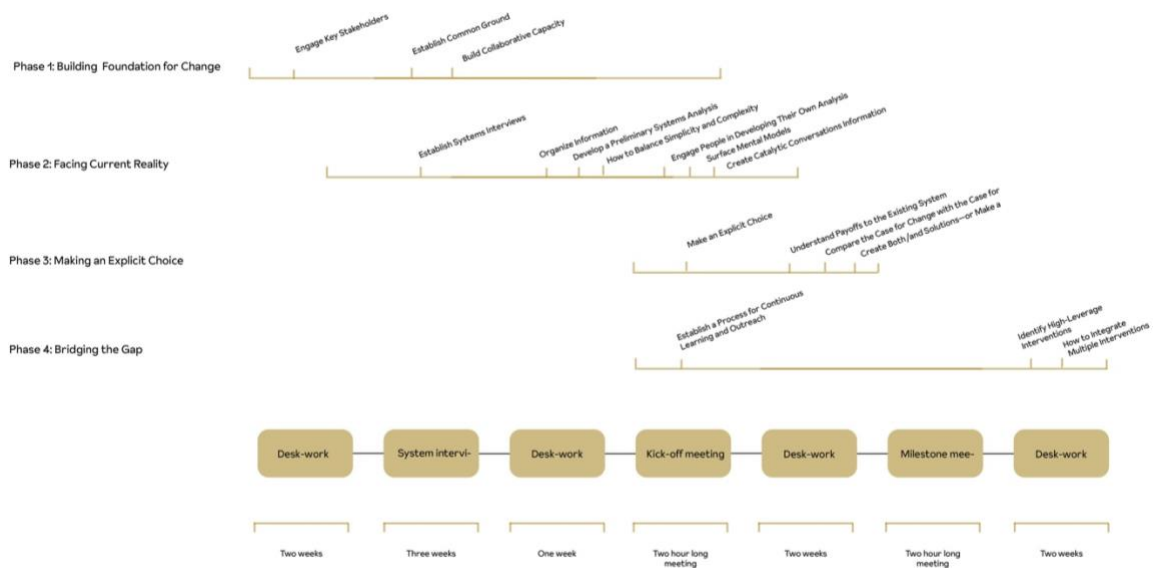 Engage Key Stakeholders
Establish Common Ground
Build Collaborative Capacity
Phase 1: Building Foundation for Change
Establish Systems Interviews
Organize Information
Develop a Preliminary Systems Analysis
How to Balance Simplicity and Complexity
Engage People in Developing Their Own Analysis
Surface Mental Models
Create Catalytic Conversations Information
Phase 2: Facing Current Reality
Make an Explicit Choice
Understand Payoffs to the Existing System
Compare the Case for Change with the Case for
Create Both/and Solutions—or Make a
Phase 3: Making an Explicit Choice
Establish a Process for Continuous
Learning and Outreach
Identify High-Leverage
Interventions
How to Integrate
Multiple Interventions
Phase 4: Bridging the Gap
Desk-work
System intervi-
Desk-work
Kick-off meeting
Desk-work
Milestone mee-
Desk-work
Two weeks
Three weeks
One week
Two hour long
meeting
Two weeks
Two hour long
meeting
Two weeks